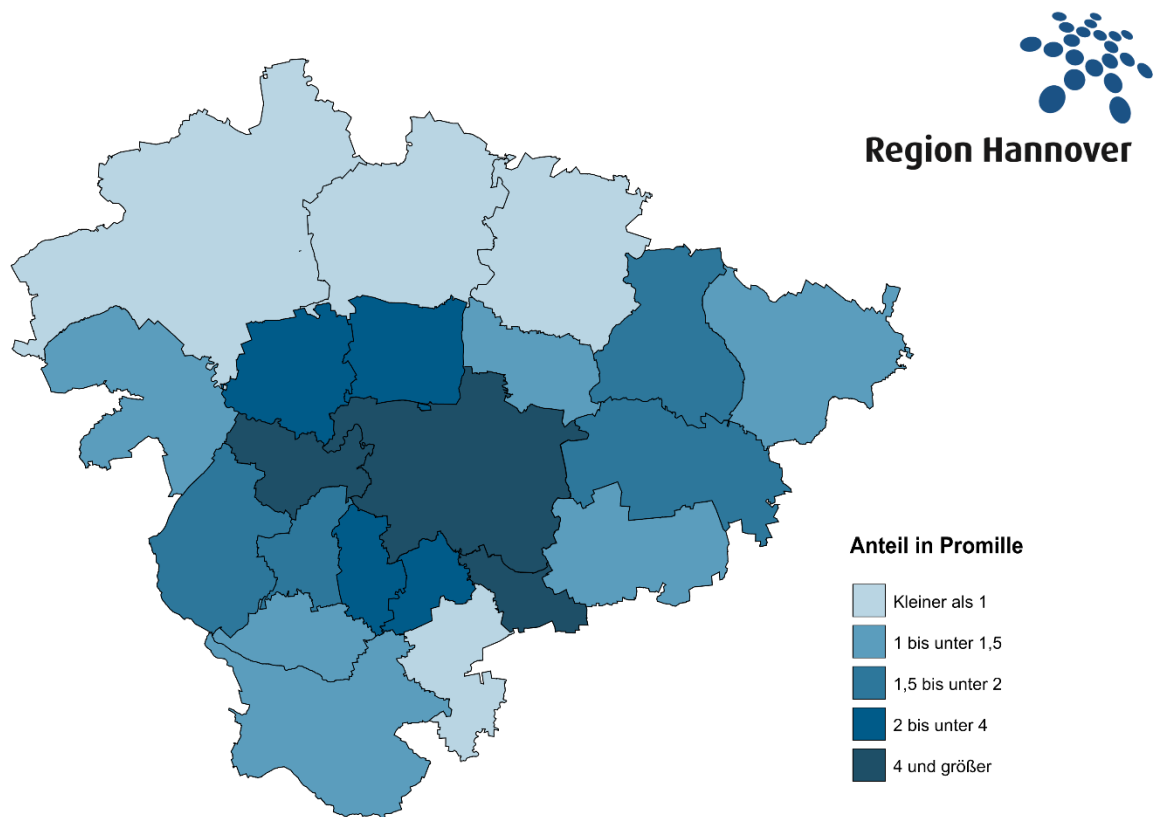 Region Hannover
Anteil in Promille
Kleiner als 1
1 bis unter 1,5
1,5 bis unter 2
2 bis unter 4
4 und größer